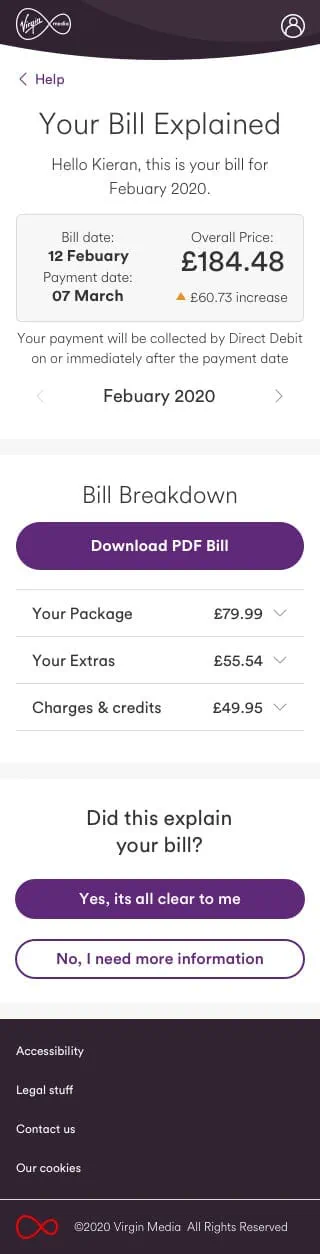 Virgin media
Help
Your Bill Explained
Hello Kieran, this is your bill for
Febuary 2020.
Bill date:
12 Febuary
Payment date:
07 March
Overall Price:
£184.48
£60.73 increase
Your payment will be collected by Direct Debit
on or immediately after the payment date
Febuary 2020
Bill Breakdown
Download PDF Bill
Your Package £79.99
Your Extras £55.54
Charges & credits £49.95
Did this explain
your bill?
Yes, its all clear to me
No, I need more information
Accessibility
Legal stuff
Contact us
Our cookies
©2020 Virgin Media All Rights Reserved